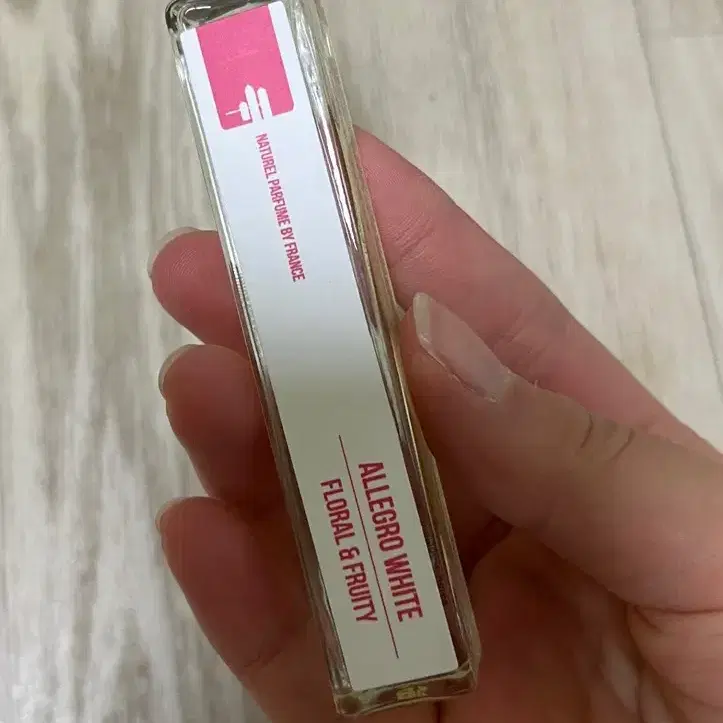 NATUREL PARFUME BY FRANCE
ALLEGRO WHITE
FLORAL & FRUITY